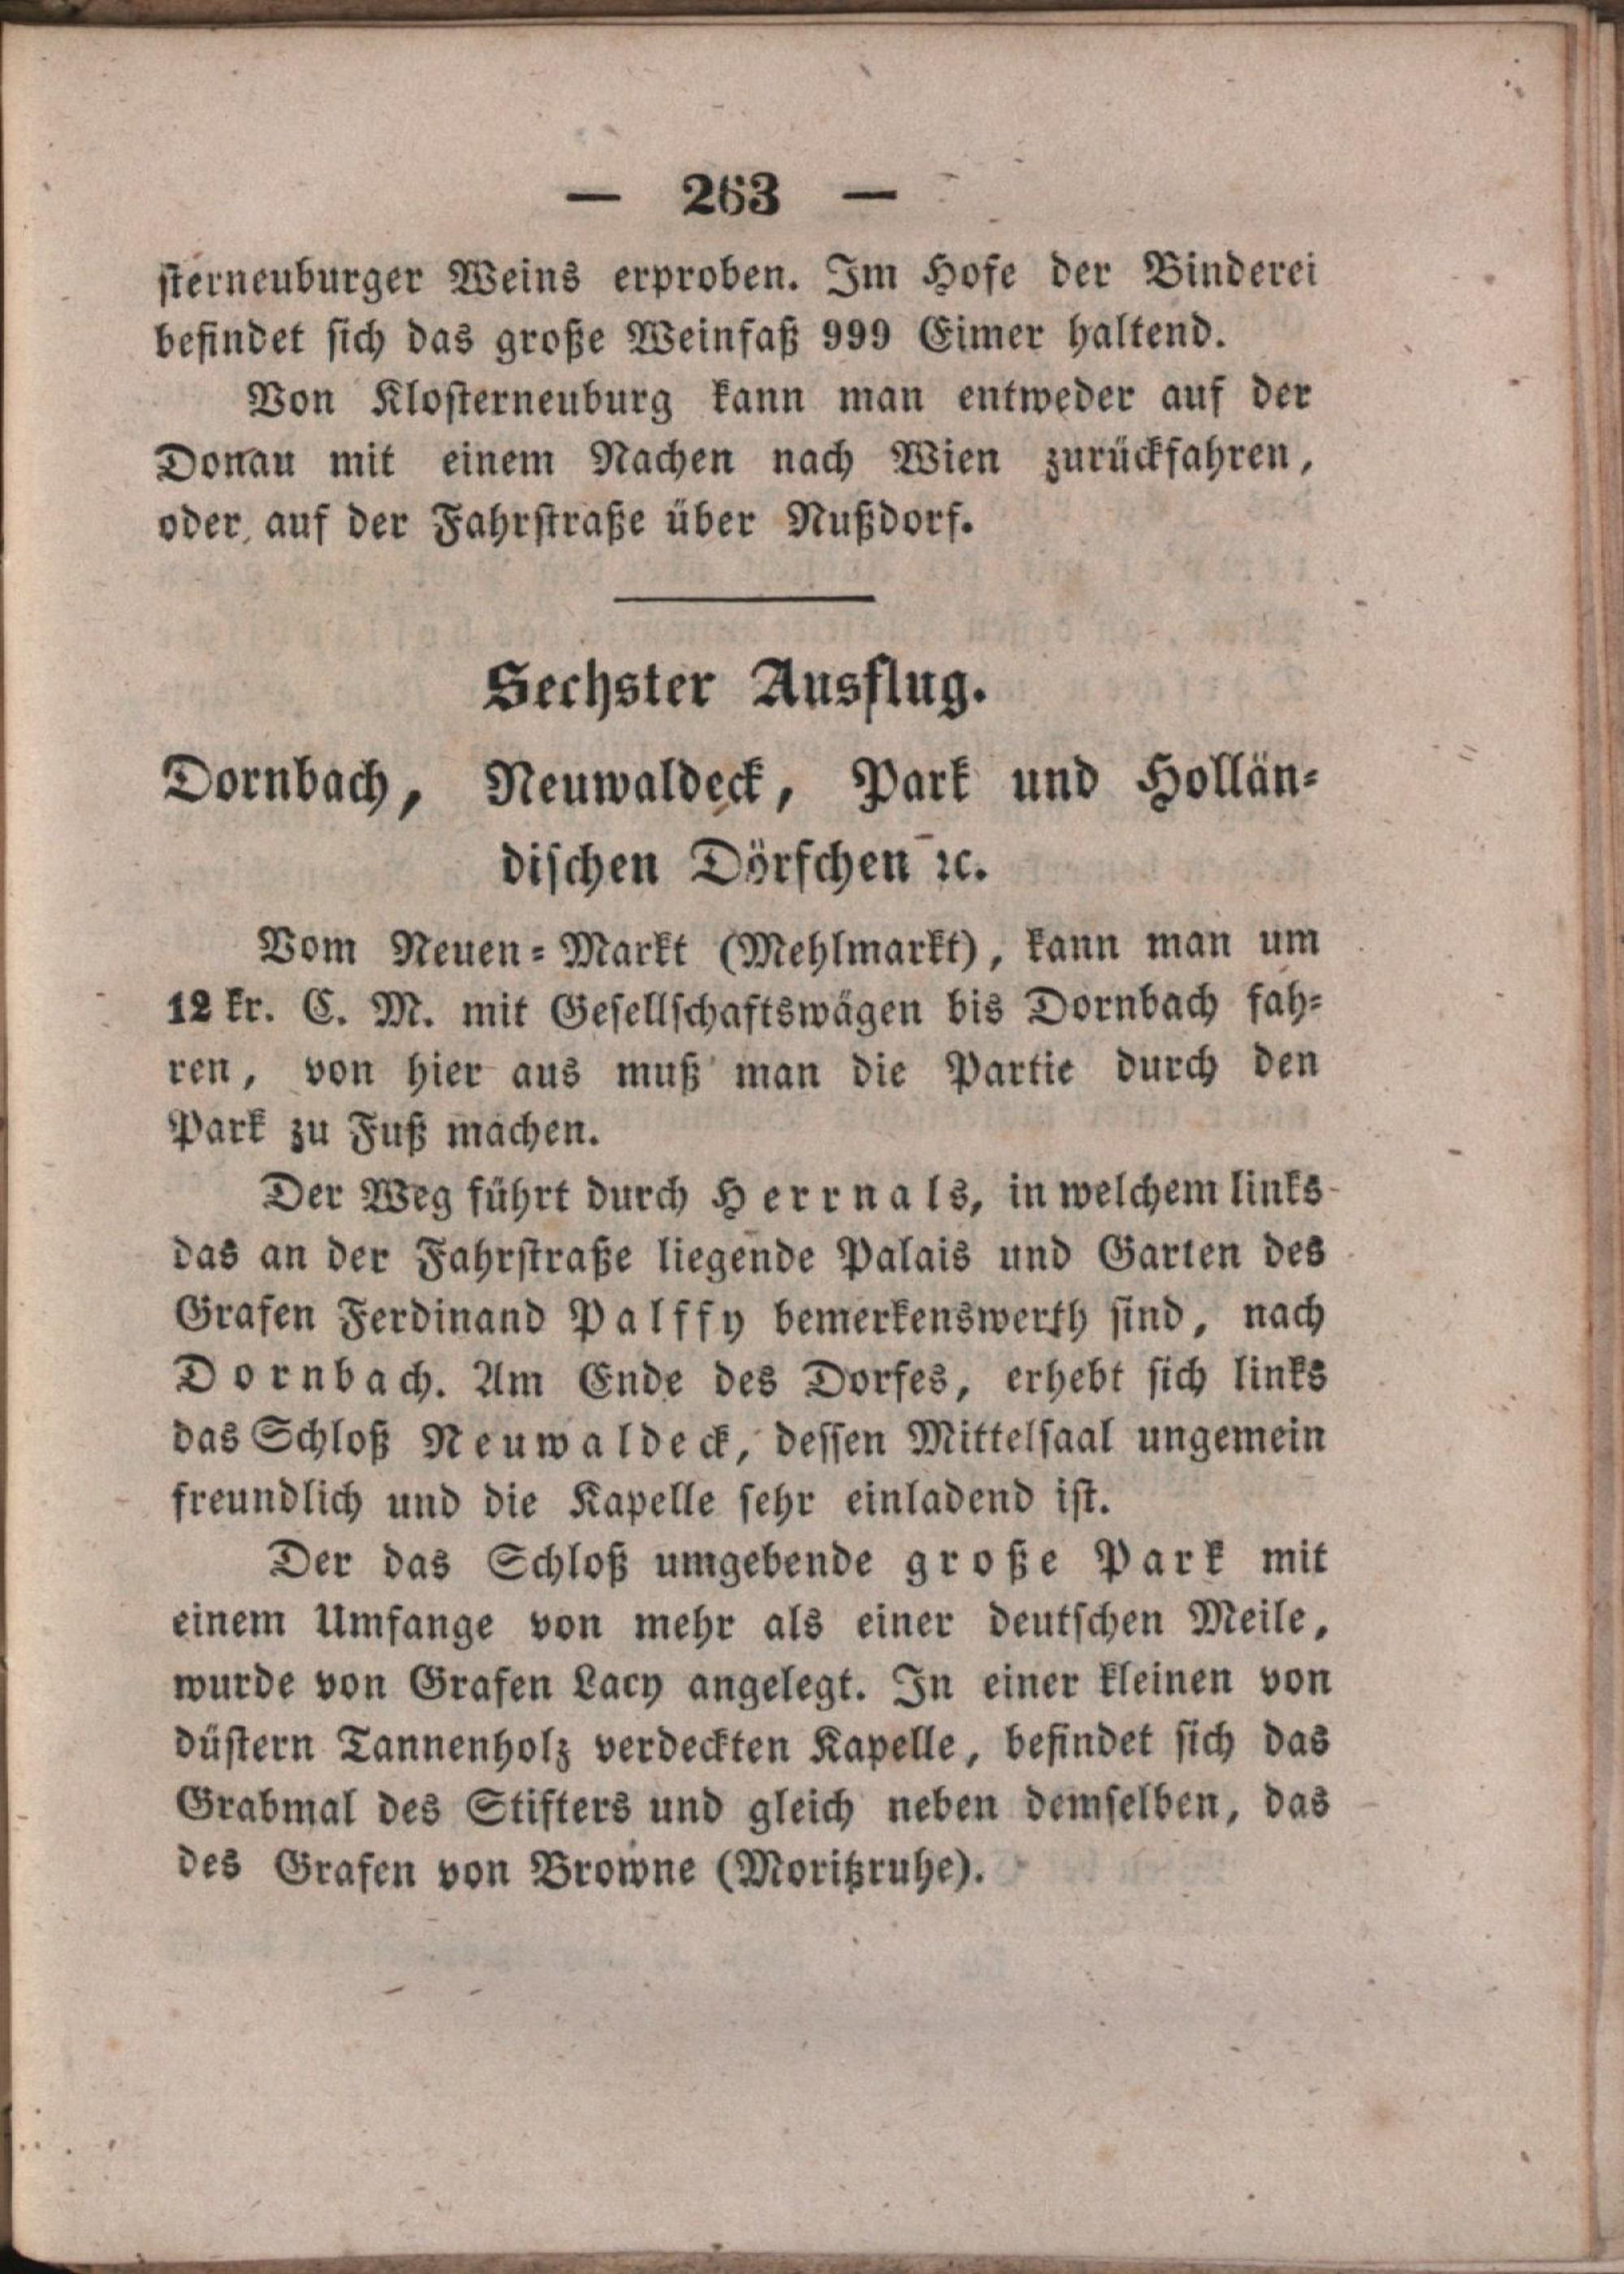 — 263 —
sterneuburger Weins erproben. Im Hofe der Binderei
befindet sich das große Weinfaß 999 Eimer haltend.
Von Klosterneuburg kann man entweder auf der
Donau mit einem Nachen nach Wien zurückfahren,
oder auf der Fahrstraße über Nußdorf.
Sechster Ausflug.
Dornbach, Neuwaldeck, Park und Hollän-
dischen Dörfchen ꝛc.
Vom Neuen-Markt (Mehlmarkt), kann man um
12 kr. C. M. mit Gesellschaftswägen bis Dornbach fah-
ren, von hier aus muß man die Partie durch den
Park zu Fuß machen.
Der Weg führt durch Herrnals, in welchem links
das an der Fahrstraße liegende Palais und Garten des
Grafen Ferdinand Palffy bemerkenswerth sind, nach
Dornbach. Am Ende des Dorfes, erhebt sich links
das Schloß Neuwaldeck, dessen Mittelsaal ungemein
freundlich und die Kapelle sehr einladend ist.
Der das Schloß umgebende große Park mit
einem Umfange von mehr als einer deutschen Meile,
wurde von Grafen Lacy angelegt. In einer kleinen von
düstern Tannenholz verdeckten Kapelle, befindet sich das
Grabmal des Stifters und gleich neben demselben, das
des Grafen von Browne (Moritzruhe).